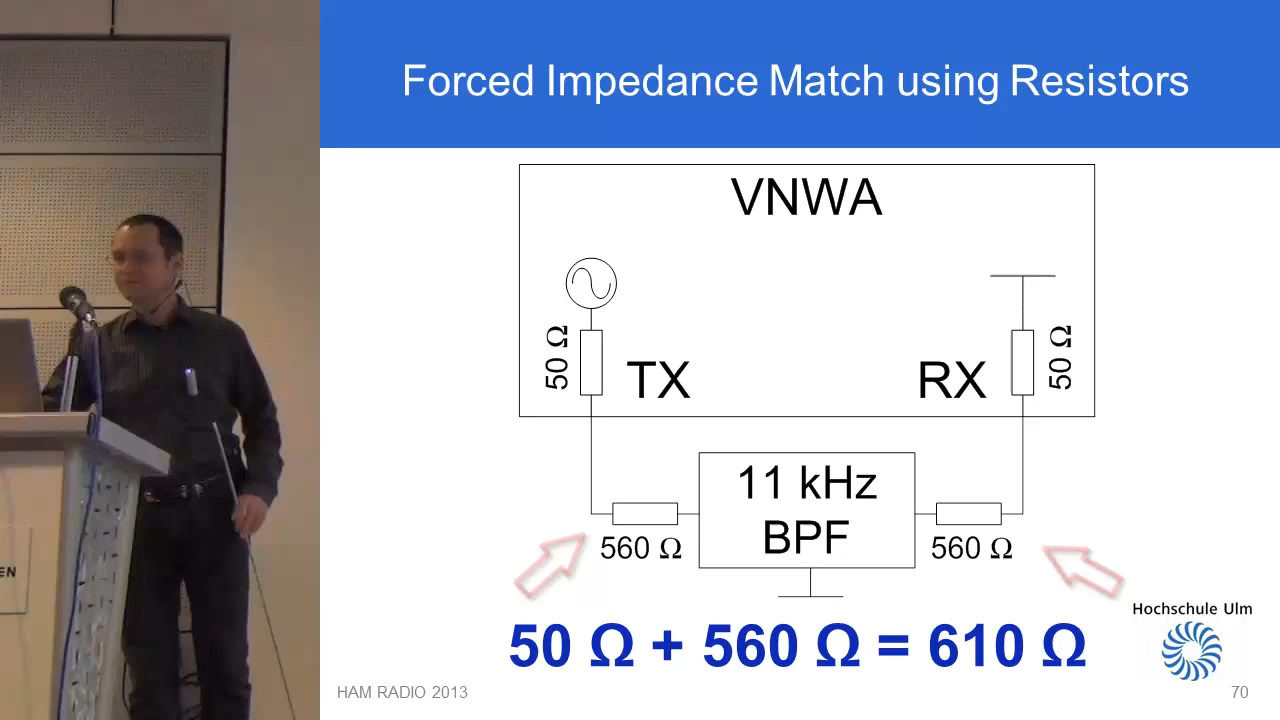 Forced Impedance Match using Resistors
VNWA
50 Ω
TX
RX
50 Ω
11 kHz
BPF
560 Ω
560 Ω
50 Ω + 560 Ω = 610 Ω
Hochschule Ulm
HAM RADIO 2013
70
EN